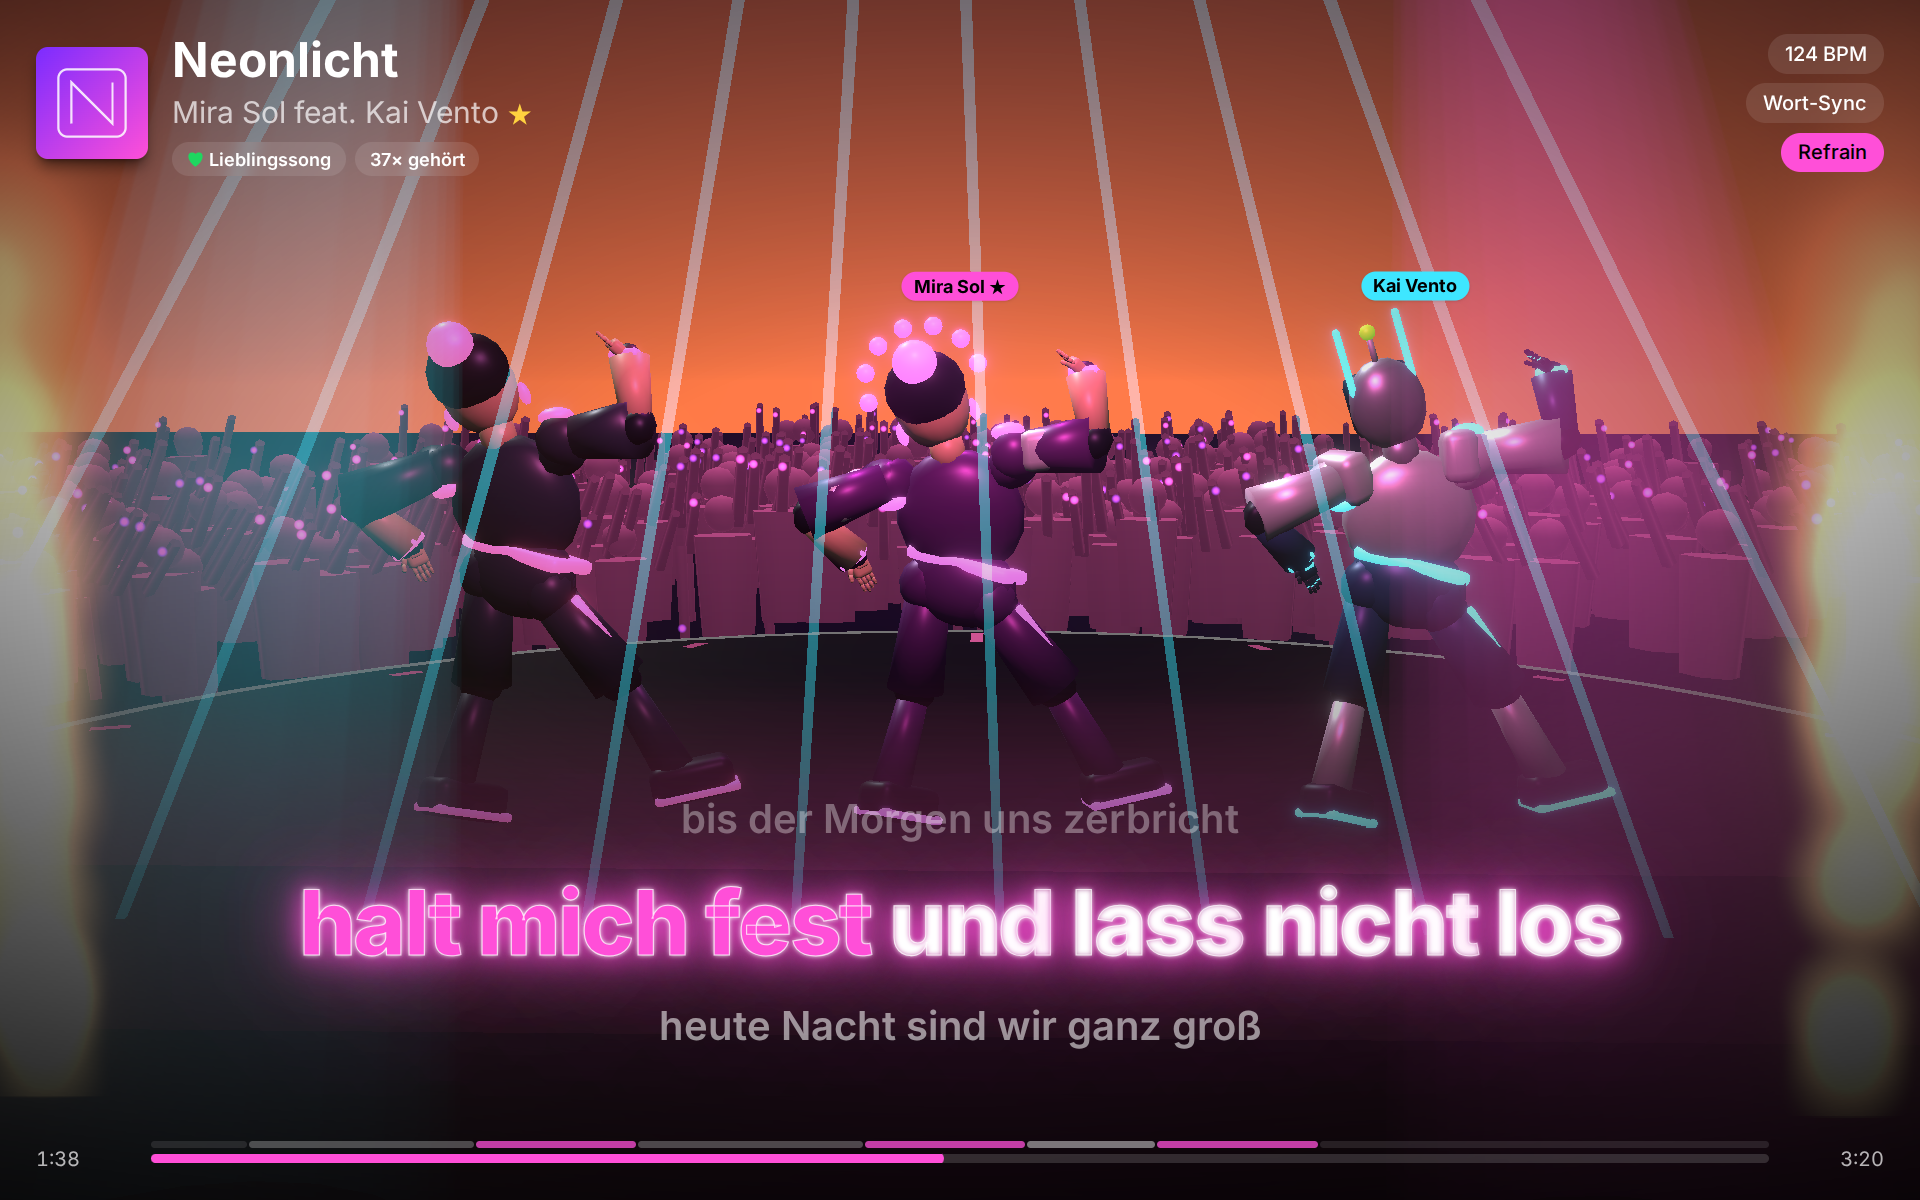 N
Neonlicht
Mira Sol feat. Kai Vento ★
Lieblingssong
37× gehört
124 BPM
Wort-Sync
Refrain
Mira Sol ★
Kai Vento
bis der Morgen uns zerbricht
halt mich fest und lass nicht los
heute Nacht sind wir ganz groß
1:38
3:20